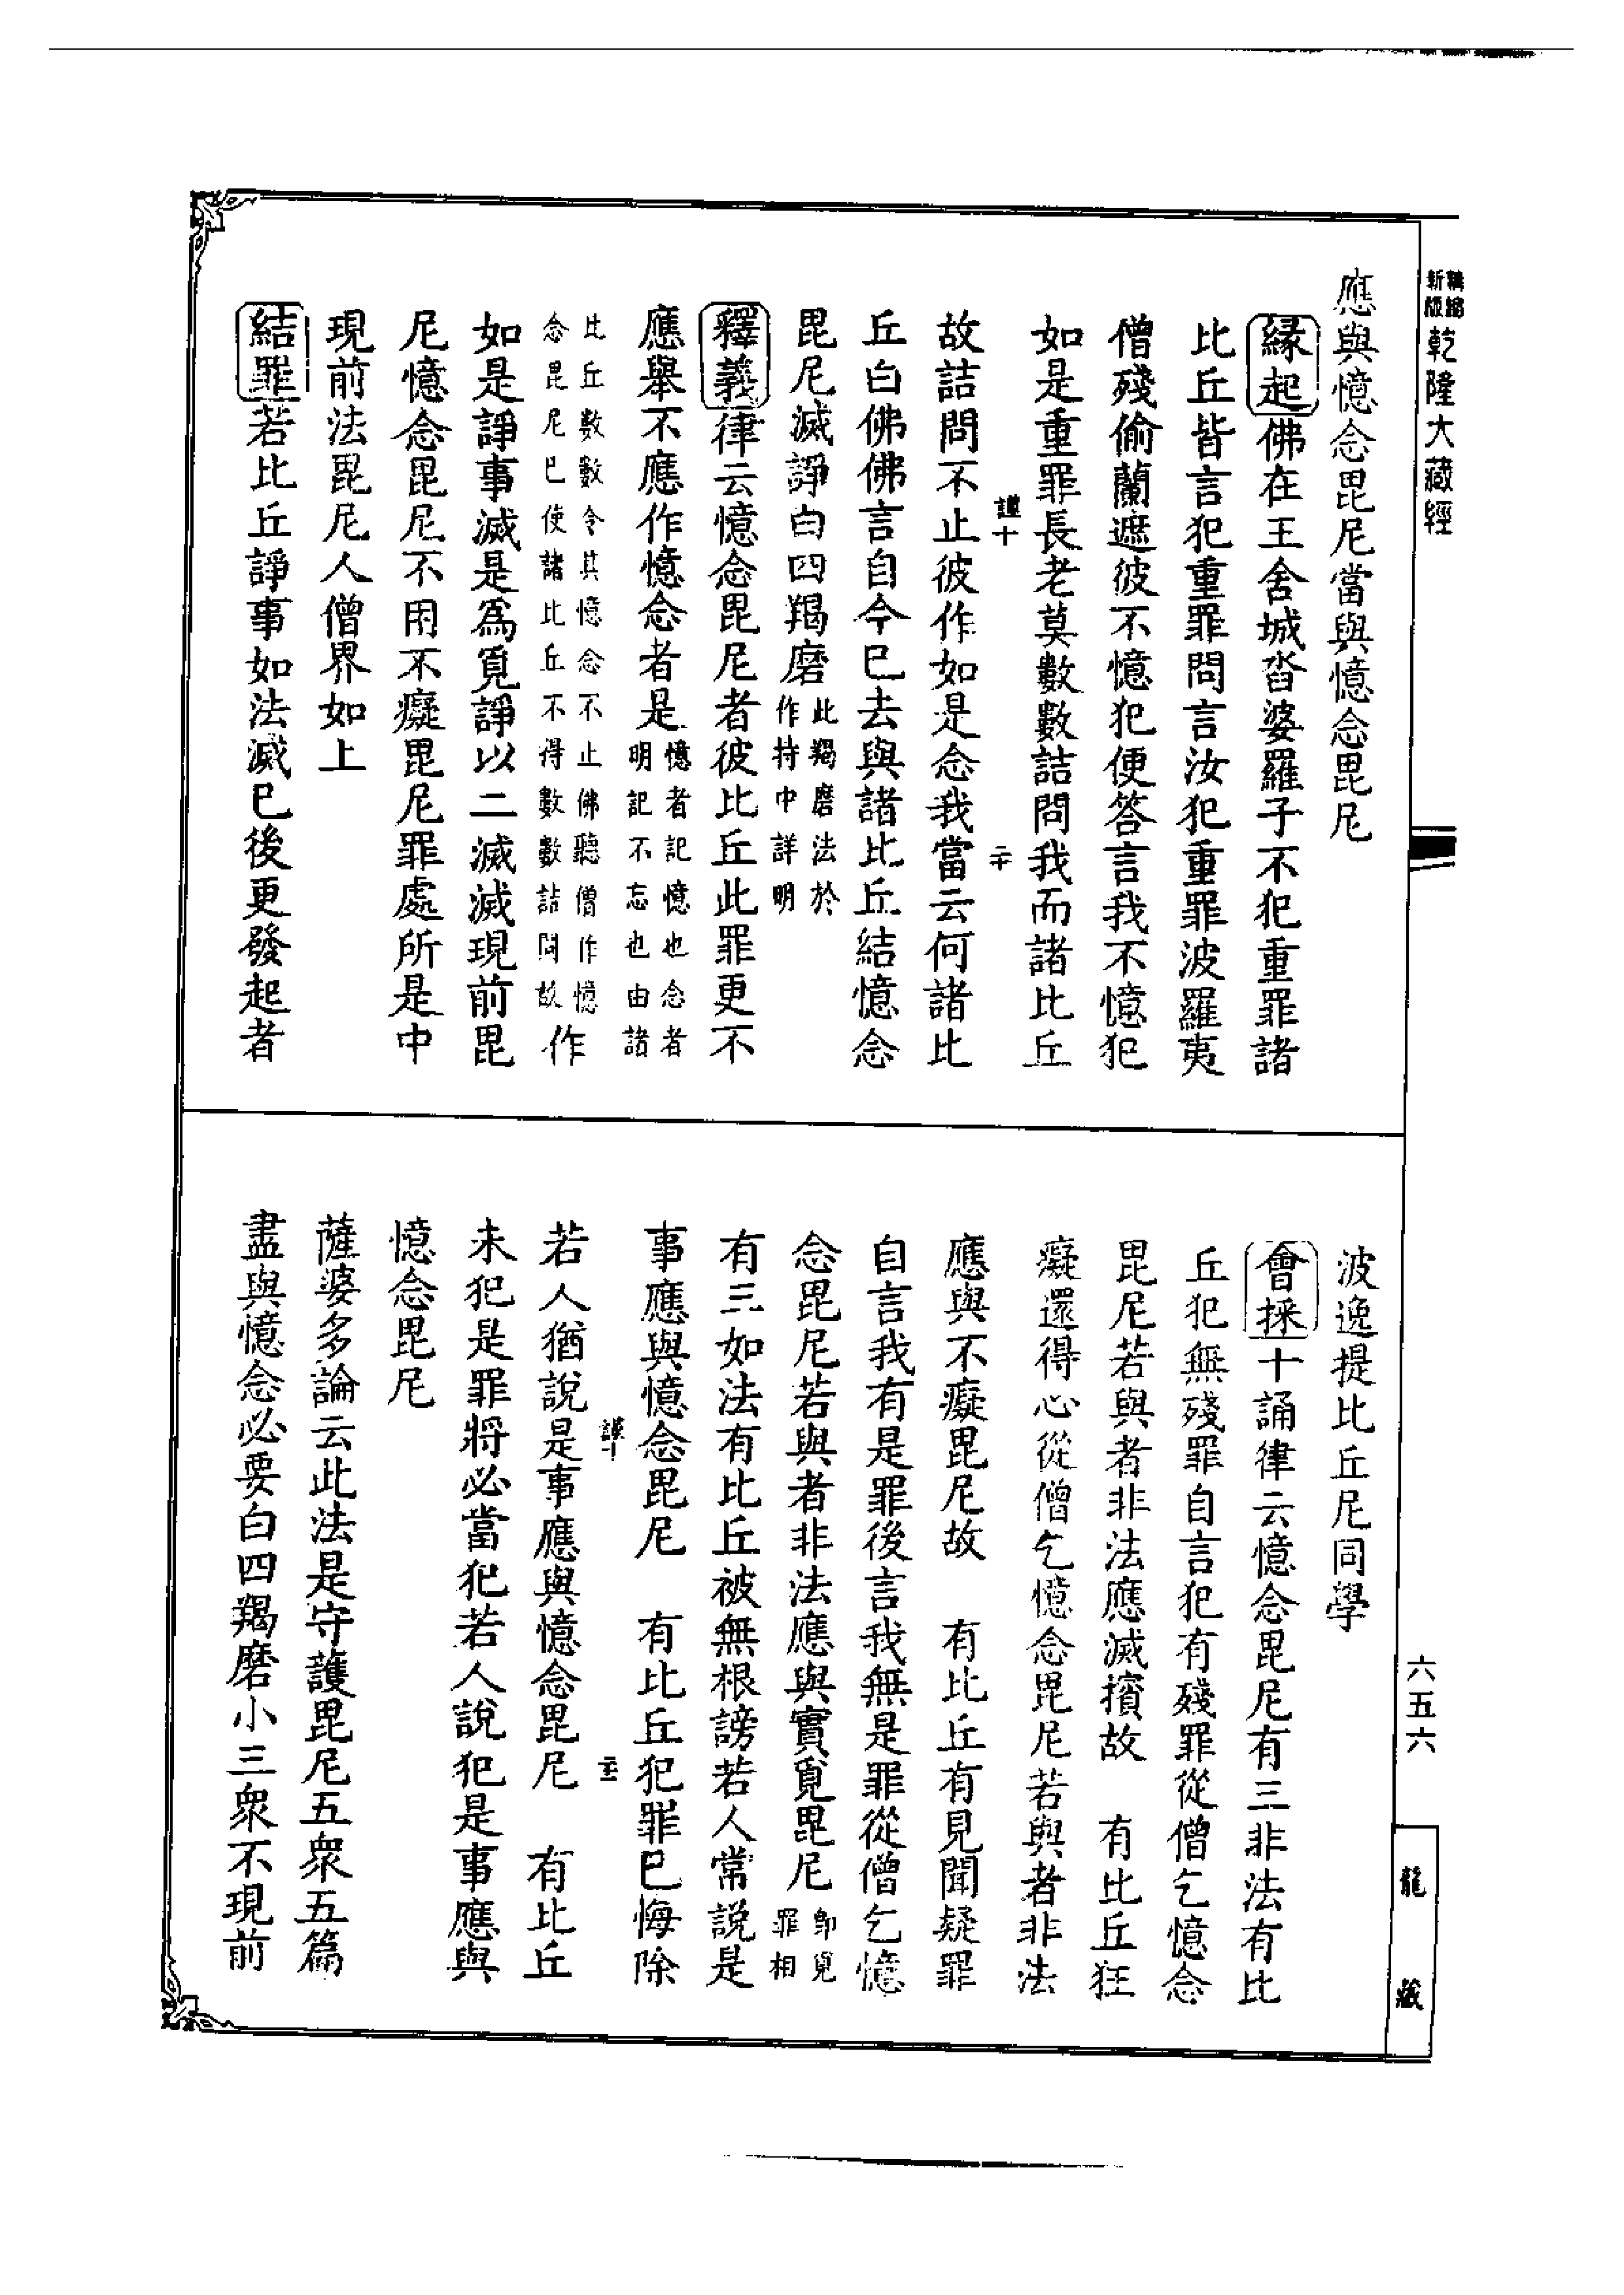 新版精縮乾隆大藏經
應與憶念毘尼當與憶念毘尼
緣起佛在王舍城沓婆羅子不犯重罪諸
比丘皆言犯重罪問言汝犯重罪波羅夷
僧殘偷蘭遮彼不憶犯便答言我不憶犯
如是重罪長老莫數數詰問我而諸比丘
謹十 二十
故詰問不止彼作如是念我當云何諸比
丘白佛佛言自今已去與諸比丘結憶念
毘尼滅諍白四羯磨此羯磨法於作持中詳明
釋義律云憶念毘尼者彼比丘此罪更不
應舉不應作憶念者是憶者記憶也念者明記不忘也由諸
比丘數數令其憶念不止佛聽僧作憶念毘尼已使諸比丘不得數數詰問故作
如是諍事滅是為覓諍以二滅滅現前毘
尼憶念毘尼不用不癡毘尼罪處所是中
現前法毘尼人僧界如上
結罪若比丘諍事如法滅已後更發起者
波逸提比丘尼同學
會採十誦律云憶念毘尼有三非法有比
丘犯無殘罪自言犯有殘罪從僧乞憶念
毘尼若與者非法應滅擯故 有比丘狂
癡還得心從僧乞憶念毘尼若與者非法
應與不癡毘尼故 有比丘有見聞疑罪
自言我有是罪後言我無是罪從僧乞憶
念毘尼若與者非法應與實覓毘尼即覓罪相
有三如法有比丘被無根謗若人常說是
事應與憶念毘尼 有比丘犯罪已悔除
謹十
若人猶說是事應與憶念毘尼 有比丘
未犯是罪將必當犯若人說犯是事應與
憶念毘尼
薩婆多論云此法是守護毘尼五眾五篇
盡與憶念必要白四羯磨小三眾不現前
六五六
龍藏